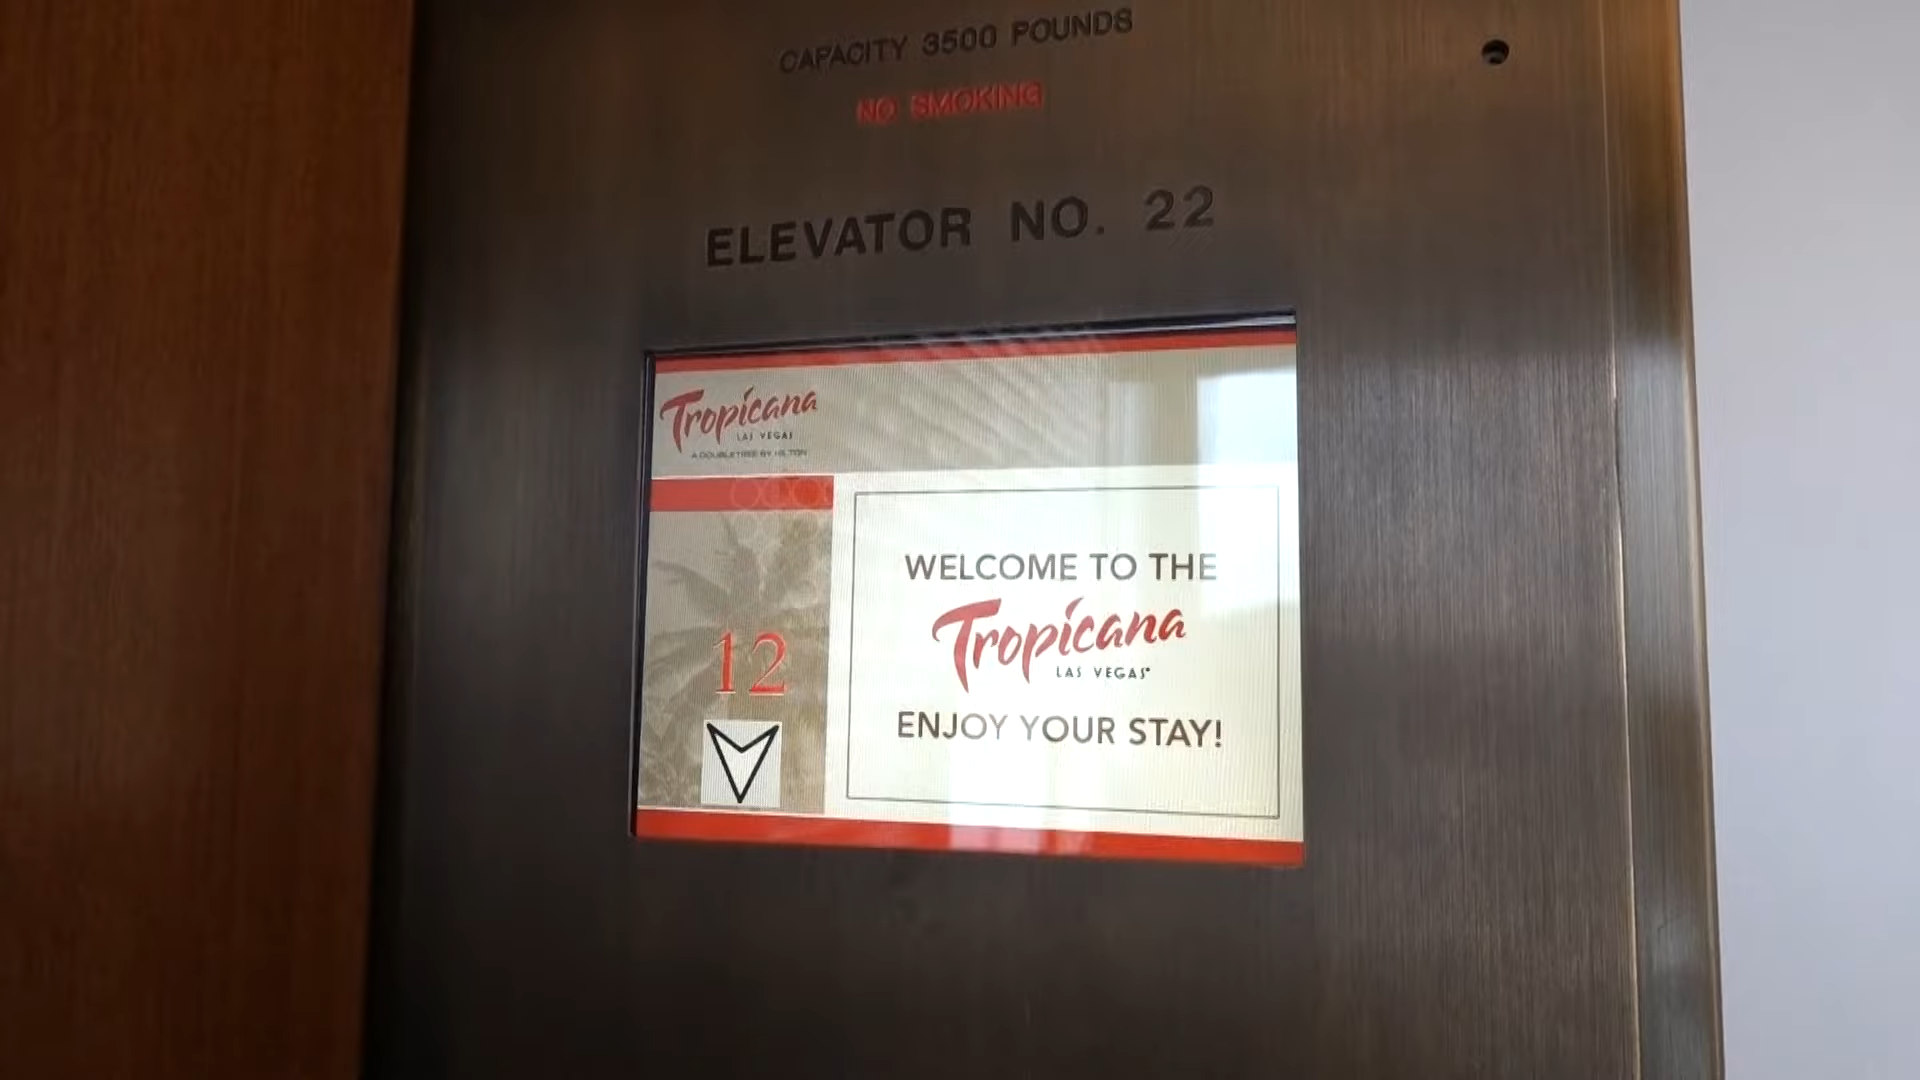 CAPACITY 3500 POUNDS
NO SMOKING
ELEVATOR NO. 22
Tropicana
LAS VEGAS
A DOUBLETREE BY HILTON
12
WELCOME TO THE
Tropicana
LAS VEGAS
ENJOY YOUR STAY!